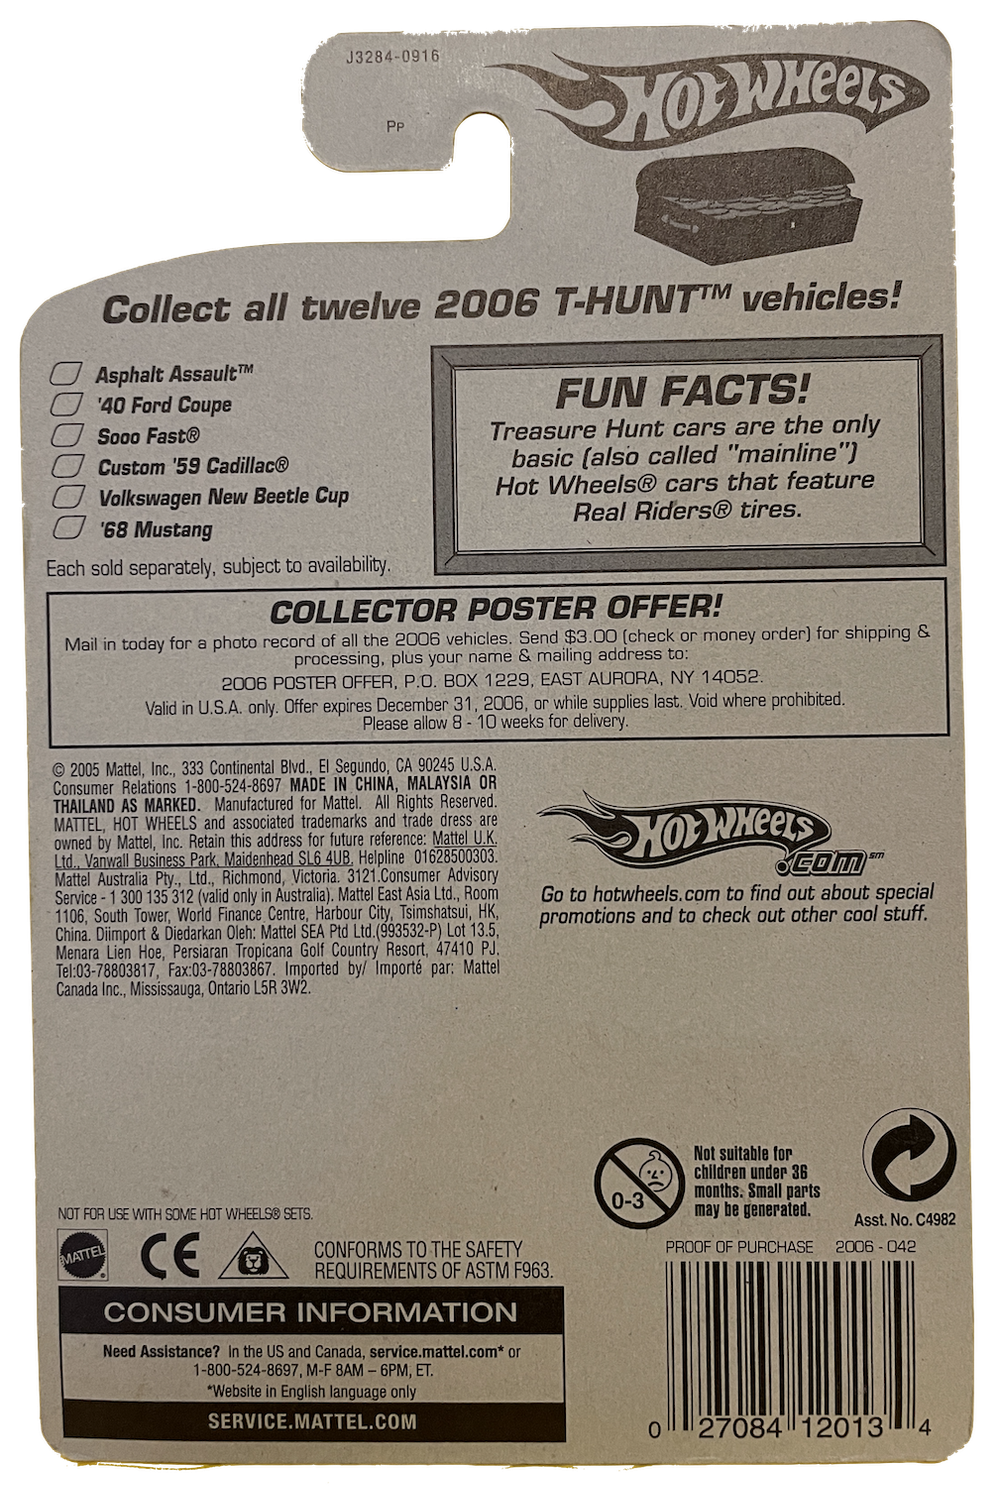 J3284-0916
PP
HOT WHEELS
Collect all twelve 2006 T-HUNT™ vehicles!
Asphalt Assault™
'40 Ford Coupe
Sooo Fast®
Custom '59 Cadillac®
Volkswagen New Beetle Cup
'68 Mustang
Each sold separately, subject to availability.
FUN FACTS!
Treasure Hunt cars are the only
basic (also called "mainline")
Hot Wheels® cars that feature
Real Riders® tires.
COLLECTOR POSTER OFFER!
Mail in today for a photo record of all the 2006 vehicles. Send $3.00 (check or money order) for shipping &
processing, plus your name & mailing address to:
2006 POSTER OFFER, P.O. BOX 1229, EAST AURORA, NY 14052.
Valid in U.S.A. only. Offer expires December 31, 2006, or while supplies last. Void where prohibited.
Please allow 8 - 10 weeks for delivery.
© 2005 Mattel, Inc., 333 Continental Blvd., El Segundo, CA 90245 U.S.A.
Consumer Relations 1-800-524-8697 MADE IN CHINA, MALAYSIA OR
THAILAND AS MARKED. Manufactured for Mattel. All Rights Reserved.
MATTEL, HOT WHEELS and associated trademarks and trade dress are
owned by Mattel, Inc. Retain this address for future reference: Mattel U.K.
Ltd., Vanwall Business Park, Maidenhead SL6 4UB. Helpline 01628500303.
Mattel Australia Pty., Ltd., Richmond, Victoria. 3121.Consumer Advisory
Service - 1 300 135 312 (valid only in Australia). Mattel East Asia Ltd., Room
1106, South Tower, World Finance Centre, Harbour City, Tsimshatsui, HK,
China. Diimport & Diedarkan Oleh: Mattel SEA Ptd Ltd.(993532-P) Lot 13.5,
Menara Lien Hoe, Persiaran Tropicana Golf Country Resort, 47410 PJ.
Tel:03-78803817, Fax:03-78803867. Imported by/ Importé par: Mattel
Canada Inc., Mississauga, Ontario L5R 3W2.
HOT WHEELS
.COM℠
Go to hotwheels.com to find out about special
promotions and to check out other cool stuff.
0-3
Not suitable for
children under 36
months. Small parts
may be generated.
Asst. No. C4982
NOT FOR USE WITH SOME HOT WHEELS® SETS.
MATTEL
CE
CONFORMS TO THE SAFETY
REQUIREMENTS OF ASTM F963.
CONSUMER INFORMATION
Need Assistance? In the US and Canada, service.mattel.com* or
1-800-524-8697, M-F 8AM – 6PM, ET.
*Website in English language only
SERVICE.MATTEL.COM
PROOF OF PURCHASE 2006 - 042
0 27084 12013 4